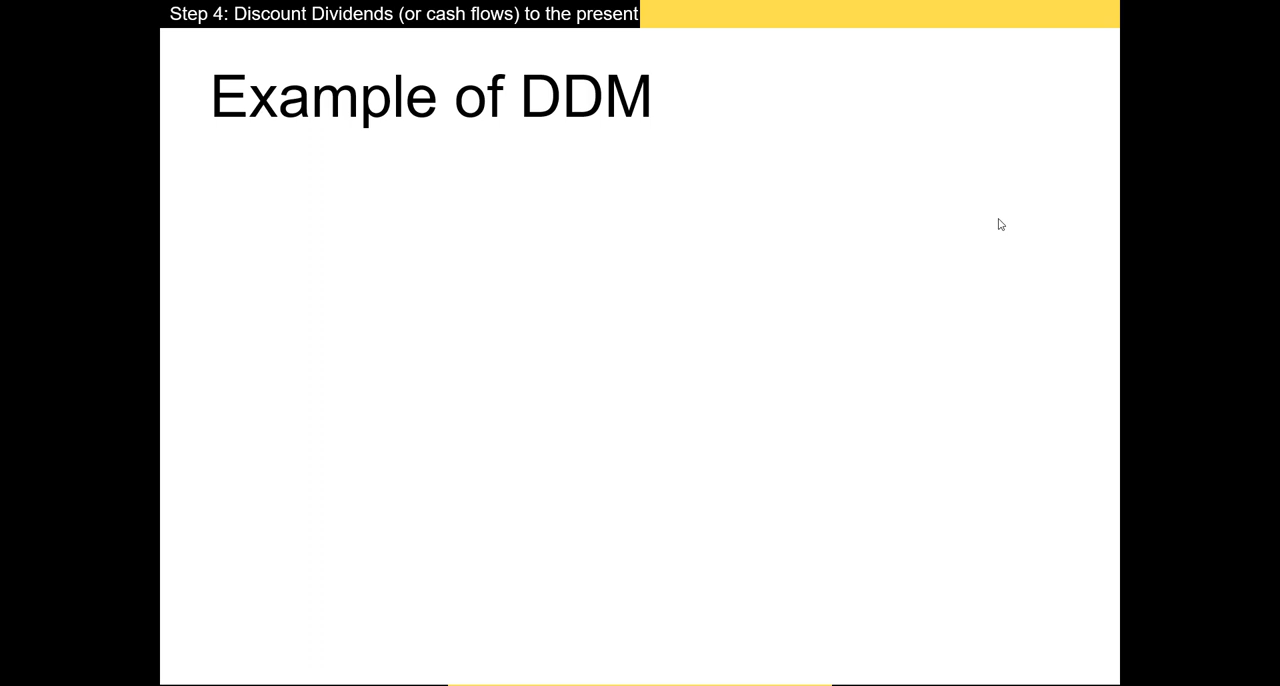 Step 4: Discount Dividends (or cash flows) to the present
Example of DDM